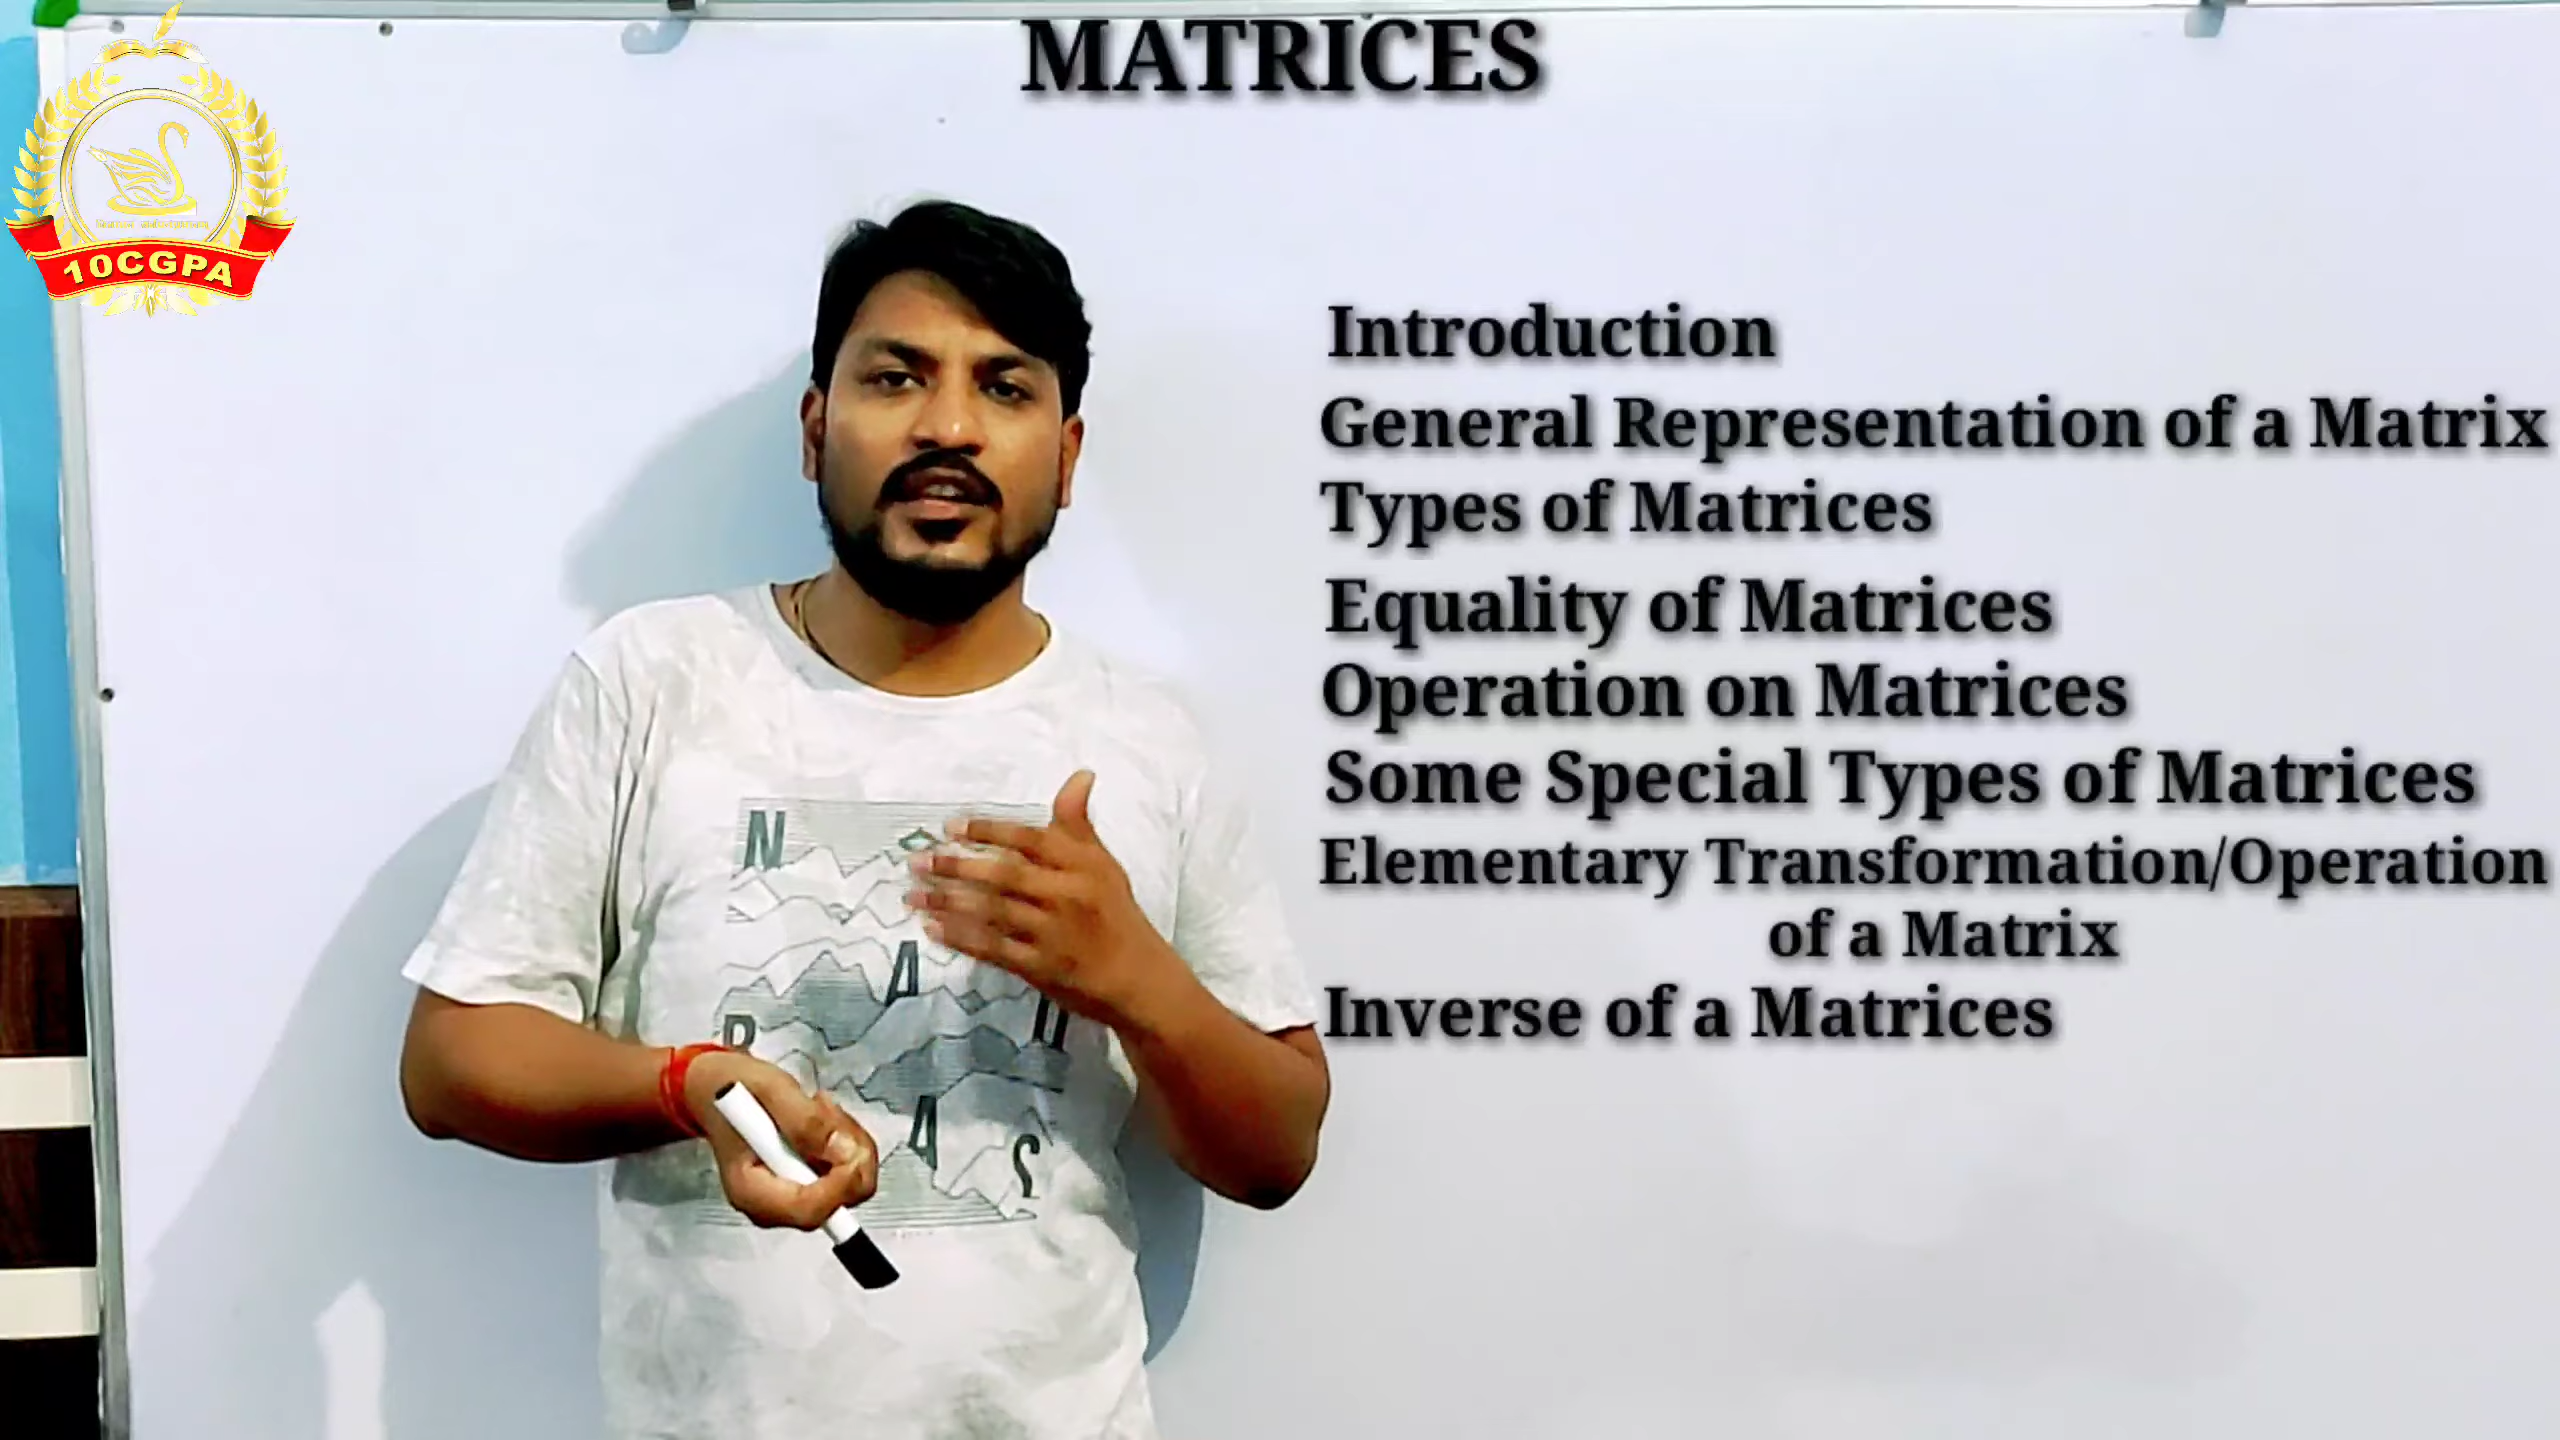 MATRICES
10CGPA
Introduction
General Representation of a Matrix
Types of Matrices
Equality of Matrices
Operation on Matrices
Some Special Types of Matrices
Elementary Transformation/Operation
of a Matrix
Inverse of a Matrices
N
A
A
S